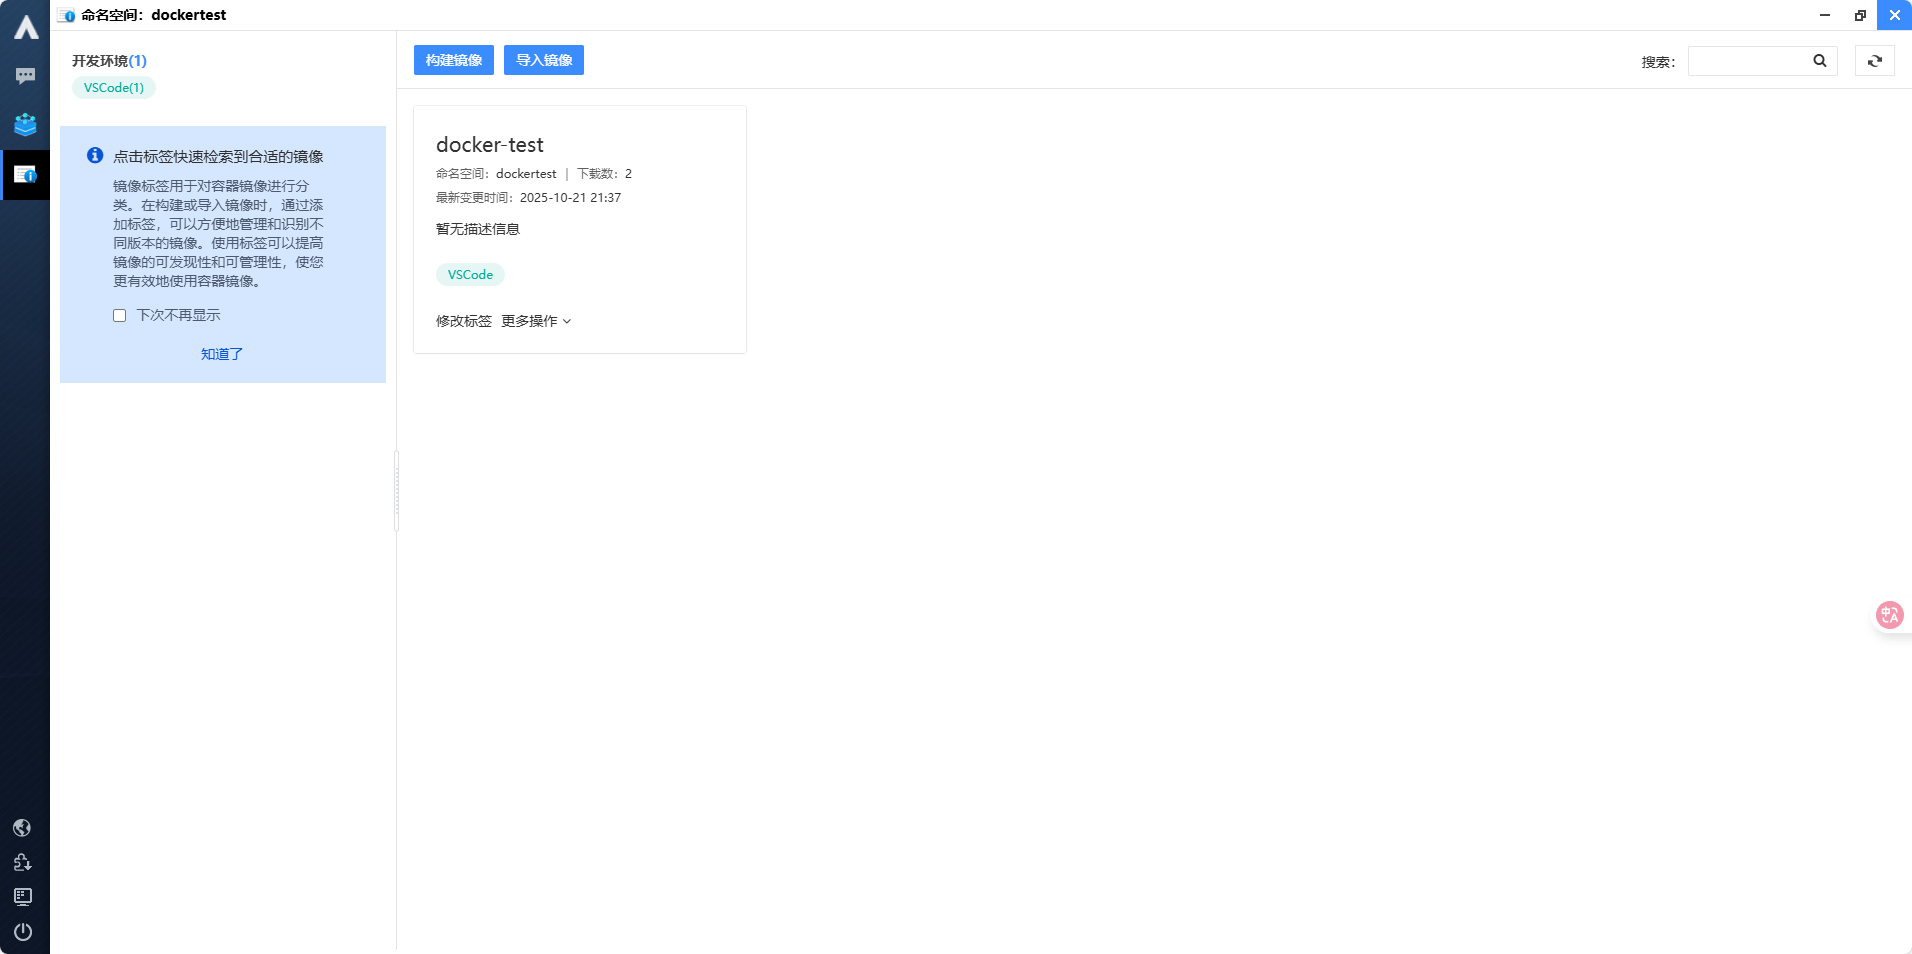 命名空间：dockertest
开发环境(1)
VSCode(1)
点击标签快速检索到合适的镜像
镜像标签用于对容器镜像进行分
类。在构建或导入镜像时，通过添
加标签，可以方便地管理和识别不
同版本的镜像。使用标签可以提高
镜像的可发现性和可管理性，使您
更有效地使用容器镜像。
下次不再显示
知道了
构建镜像 导入镜像
搜索：
docker-test
命名空间：dockertest | 下载数：2
最新变更时间：2025-10-21 21:37
暂无描述信息
VSCode
修改标签 更多操作
中A